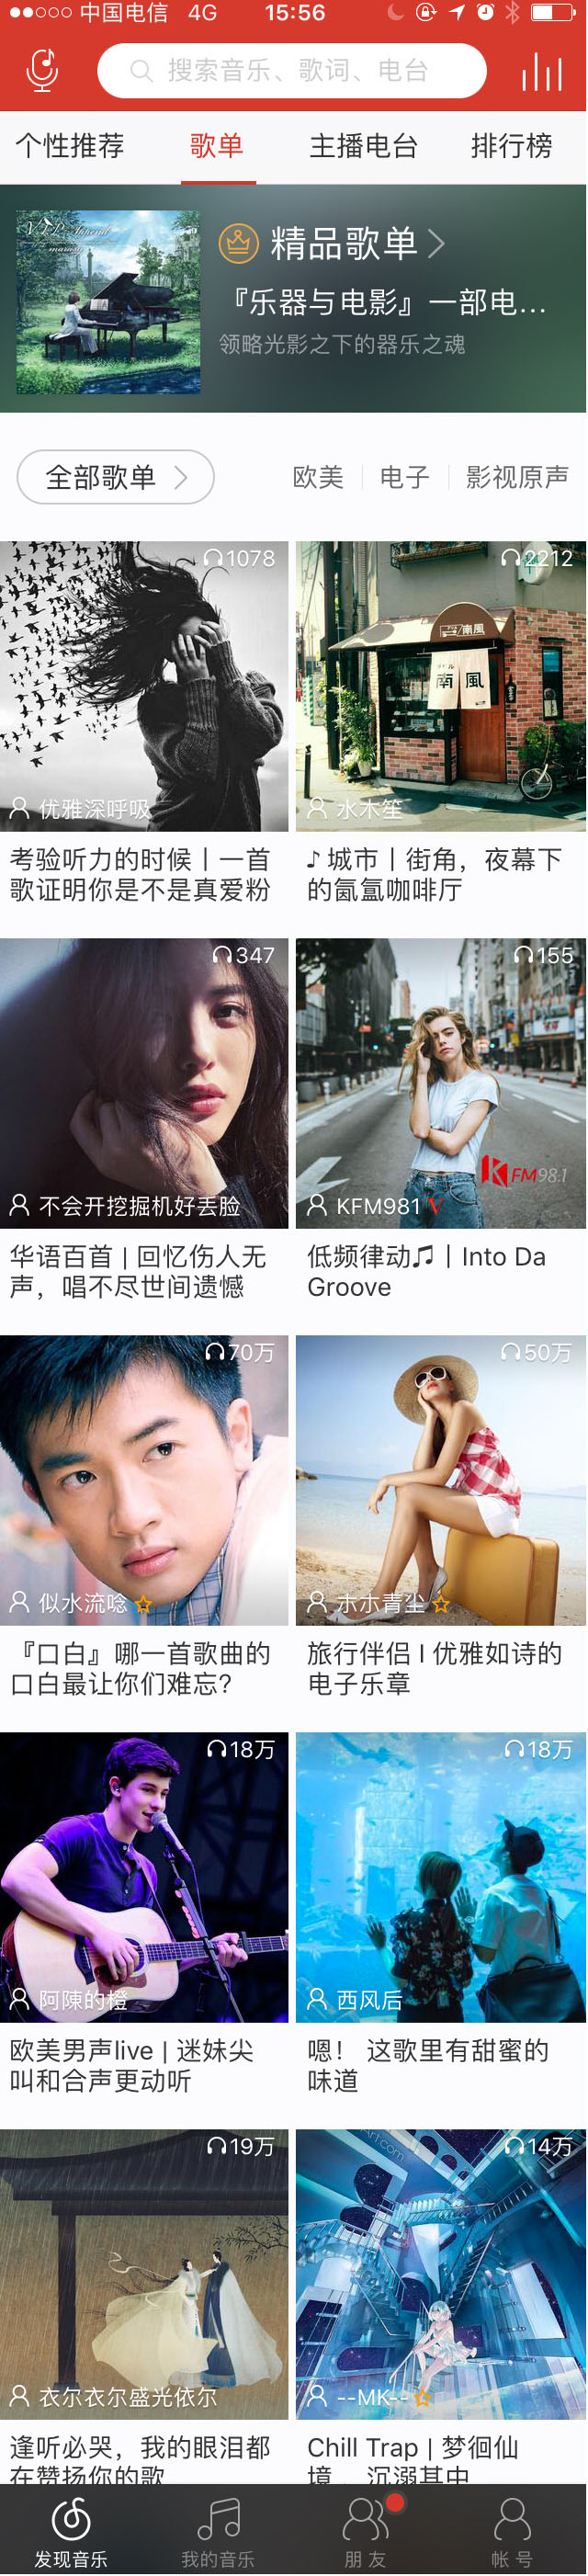 中国电信 4G 15:56
搜索音乐、歌词、电台
个性推荐 歌单 主播电台 排行榜
VIP Append
marasy
精品歌单
『乐器与电影』一部电...
领略光影之下的器乐之魂
全部歌单 欧美 电子 影视原声
1078
南風
南風
优雅深呼吸
考验听力的时候丨一首
歌证明你是不是真爱粉
2212
水木笙
♪ 城市丨街角，夜幕下
的氤氲咖啡厅
347
不会开挖掘机好丢脸
华语百首 | 回忆伤人无
声，唱不尽世间遗憾
155
KFM98.1
KFM981 V
低频律动♫丨Into Da
Groove
70万
似水流唸
『口白』哪一首歌曲的
口白最让你们难忘?
50万
木木青尘
旅行伴侣 l 优雅如诗的
电子乐章
18万
阿陳的橙
欧美男声live | 迷妹尖
叫和合声更动听
18万
西风后
嗯！ 这歌里有甜蜜的
味道
19万
衣尔衣尔盛光依尔
逢听必哭，我的眼泪都
在赞扬你的歌
14万
Art.com
--MK--
Chill Trap | 梦徊仙
境 沉溺其中
发现音乐 我的音乐 朋友 帐号